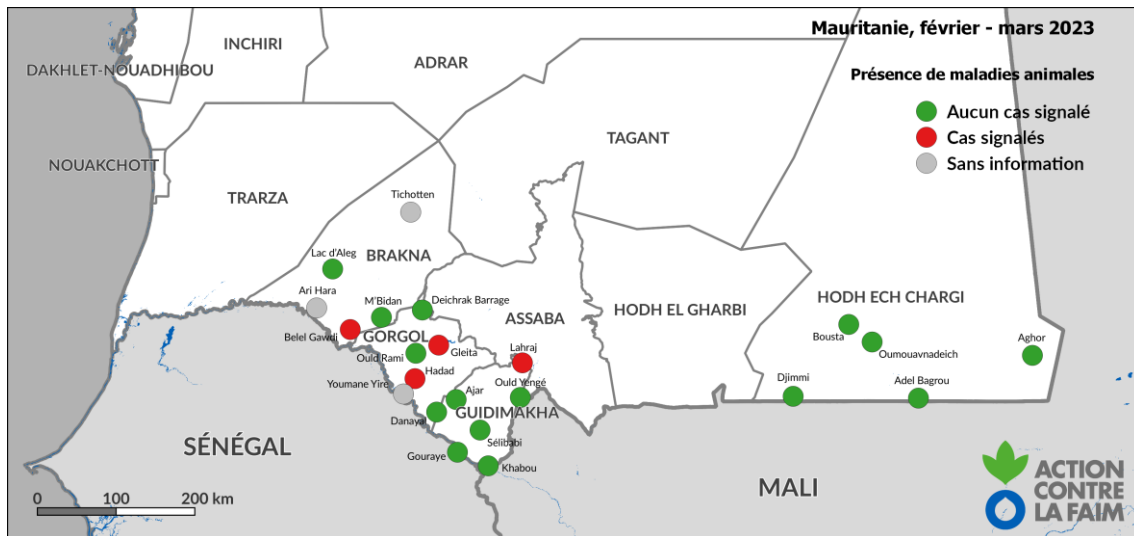 Mauritanie, février - mars 2023
Présence de maladies animales
Aucun cas signalé
Cas signalés
Sans information
INCHIRI
DAKHLET-NOUADHIBOU
ADRAR
NOUAKCHOTT
TAGANT
TRARZA
Tichotten
Lac d'Aleg
BRAKNA
Ari Hara
M'Bidan
Deichrak Barrage
HODH ECH CHARGI
HODH EL GHARBI
ASSABA
Belel Gawdi
GORGOL
Gleita
Lahraj
Bousta
Oumouavnadeich
Aghor
Ould Rami
Hadad
Youmane Yire
Ajar
Ould Yengé
Djimmi
Adel Bagrou
GUIDIMAKHA
Danayal
Sélibabi
Gouraye
Khabou
SÉNÉGAL
MALI
0 100 200 km
ACTION
CONTRE
LA FAIM